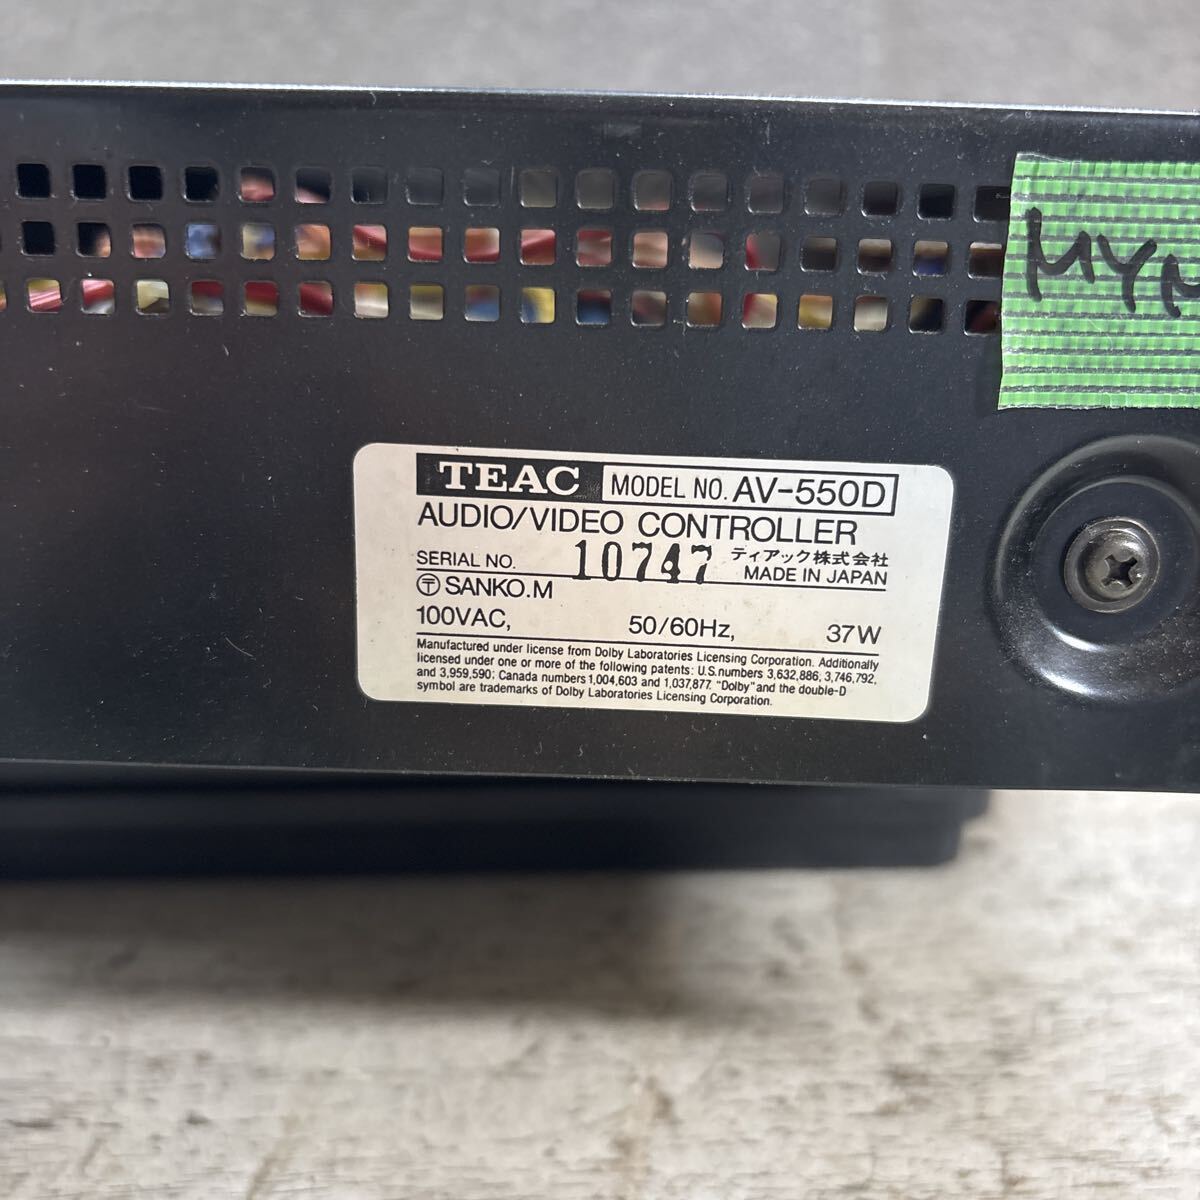 TEAC MODEL NO. AV-550D
AUDIO/VIDEO CONTROLLER
SERIAL NO. 10747 ティアック株式会社
MADE IN JAPAN
〶 SANKO.M
100VAC, 50/60Hz, 37W
Manufactured under license from Dolby Laboratories Licensing Corporation. Additionally
licensed under one or more of the following patents: U.S. numbers 3,632,886, 3,746,792,
and 3,959,590; Canada numbers 1,004,603 and 1,037,877. "Dolby" and the double-D
symbol are trademarks of Dolby Laboratories Licensing Corporation.